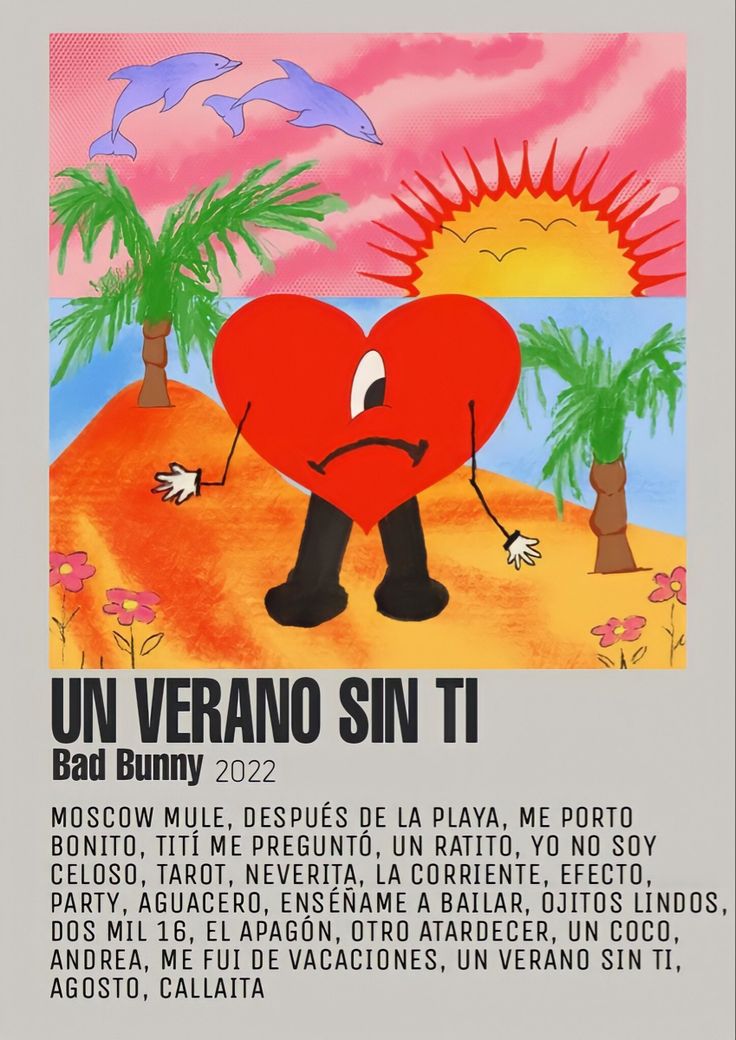 UN VERANO SIN TI
Bad Bunny 2022
MOSCOW MULE, DESPUÉS DE LA PLAYA, ME PORTO
BONITO, TITÍ ME PREGUNTÓ, UN RATITO, YO NO SOY
CELOSO, TAROT, NEVERITA, LA CORRIENTE, EFECTO,
PARTY, AGUACERO, ENSÉÑAME A BAILAR, OJITOS LINDOS,
DOS MIL 16, EL APAGÓN, OTRO ATARDECER, UN COCO,
ANDREA, ME FUI DE VACACIONES, UN VERANO SIN TI,
AGOSTO, CALLAITA